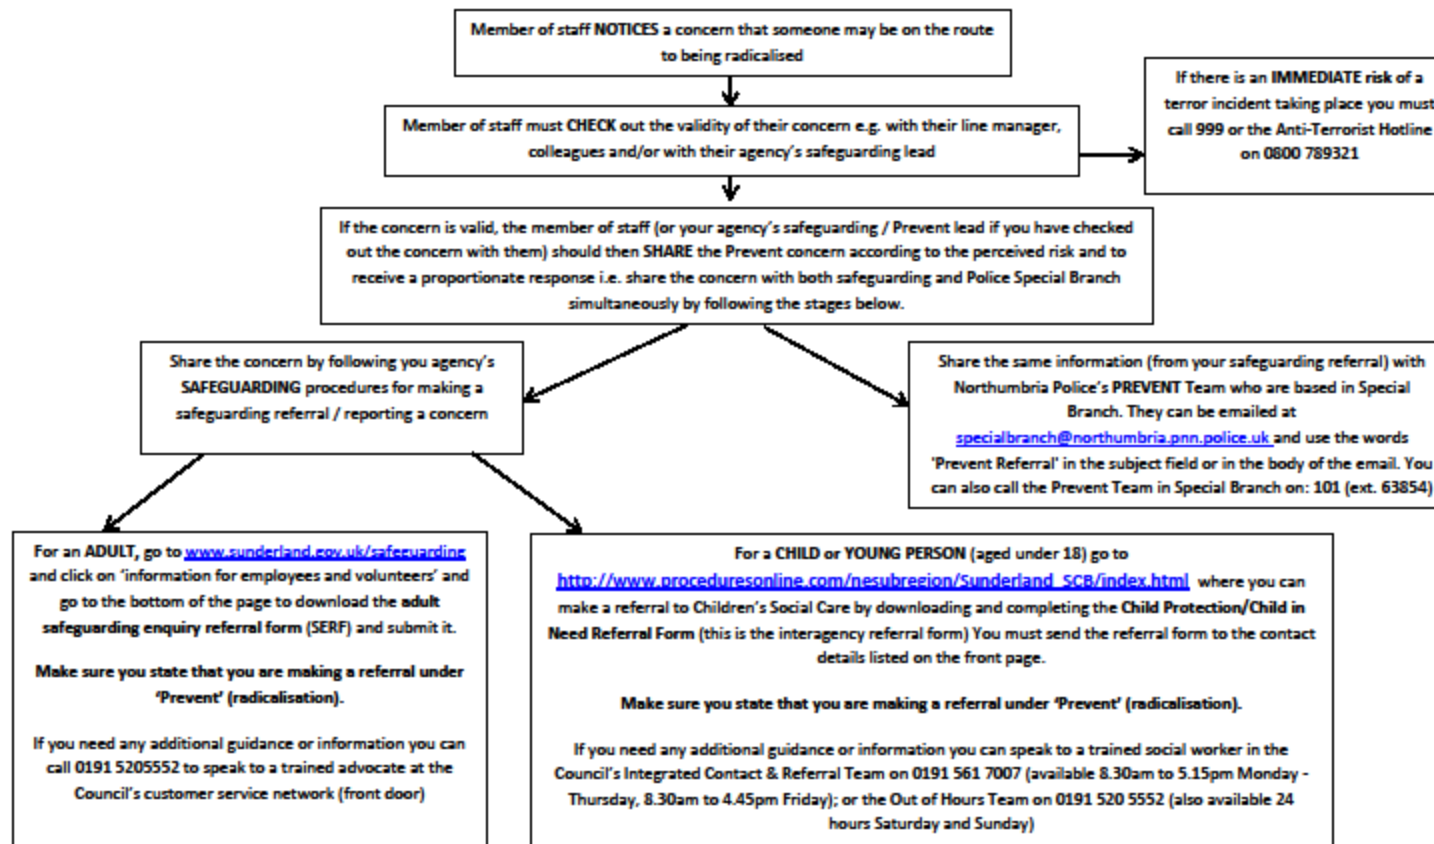 Member of staff NOTICES a concern that someone may be on the route
to being radicalised
If there is an IMMEDIATE risk of a
terror incident taking place you must
call 999 or the Anti-Terrorist Hotline
on 0800 789321
Member of staff must CHECK out the validity of their concern e.g. with their line manager,
colleagues and/or with their agency's safeguarding lead
If the concern is valid, the member of staff (or your agency's safeguarding / Prevent lead if you have checked
out the concern with them) should then SHARE the Prevent concern according to the perceived risk and to
receive a proportionate response i.e. share the concern with both safeguarding and Police Special Branch
simultaneously by following the stages below.
Share the concern by following you agency's
SAFEGUARDING procedures for making a
safeguarding referral / reporting a concern
Share the same information (from your safeguarding referral) with
Northumbria Police's PREVENT Team who are based in Special
Branch. They can be emailed at
specialbranch@northumbria.pnn.police.uk and use the words
'Prevent Referral' in the subject field or in the body of the email. You
can also call the Prevent Team in Special Branch on: 101 (ext. 63854)
For an ADULT, go to www.sunderland.gov.uk/safeguarding
and click on 'information for employees and volunteers' and
go to the bottom of the page to download the adult
safeguarding enquiry referral form (SERF) and submit it.
Make sure you state that you are making a referral under
'Prevent' (radicalisation).
If you need any additional guidance or information you can
call 0191 5205552 to speak to a trained advocate at the
Council's customer service network (front door)
For a CHILD or YOUNG PERSON (aged under 18) go to
http://www.proceduresonline.com/nesubregion/Sunderland_SCB/index.html where you can
make a referral to Children's Social Care by downloading and completing the Child Protection/Child in
Need Referral Form (this is the interagency referral form) You must send the referral form to the contact
details listed on the front page.
Make sure you state that you are making a referral under 'Prevent' (radicalisation).
If you need any additional guidance or information you can speak to a trained social worker in the
Council's Integrated Contact & Referral Team on 0191 561 7007 (available 8.30am to 5.15pm Monday -
Thursday, 8.30am to 4.45pm Friday); or the Out of Hours Team on 0191 520 5552 (also available 24
hours Saturday and Sunday)